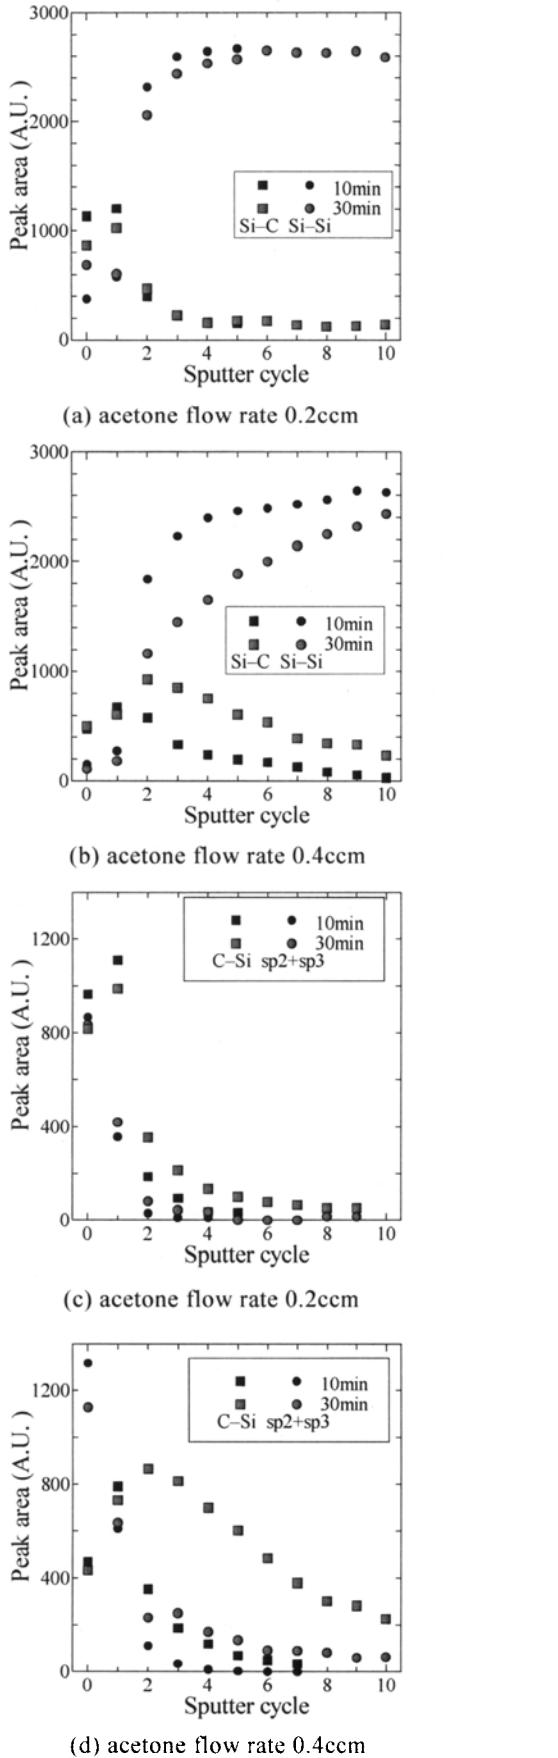 3000
2000
1000
0
Peak area (A.U.)
10min
30min
Si–C Si–Si
0 2 4 6 8 10
Sputter cycle
(a) acetone flow rate 0.2ccm
3000
2000
1000
0
Peak area (A.U.)
10min
30min
Si–C Si–Si
0 2 4 6 8 10
Sputter cycle
(b) acetone flow rate 0.4ccm
1200
800
400
0
Peak area (A.U.)
10min
30min
C–Si sp2+sp3
0 2 4 6 8 10
Sputter cycle
(c) acetone flow rate 0.2ccm
1200
800
400
0
Peak area (A.U.)
10min
30min
C–Si sp2+sp3
0 2 4 6 8 10
Sputter cycle
(d) acetone flow rate 0.4ccm